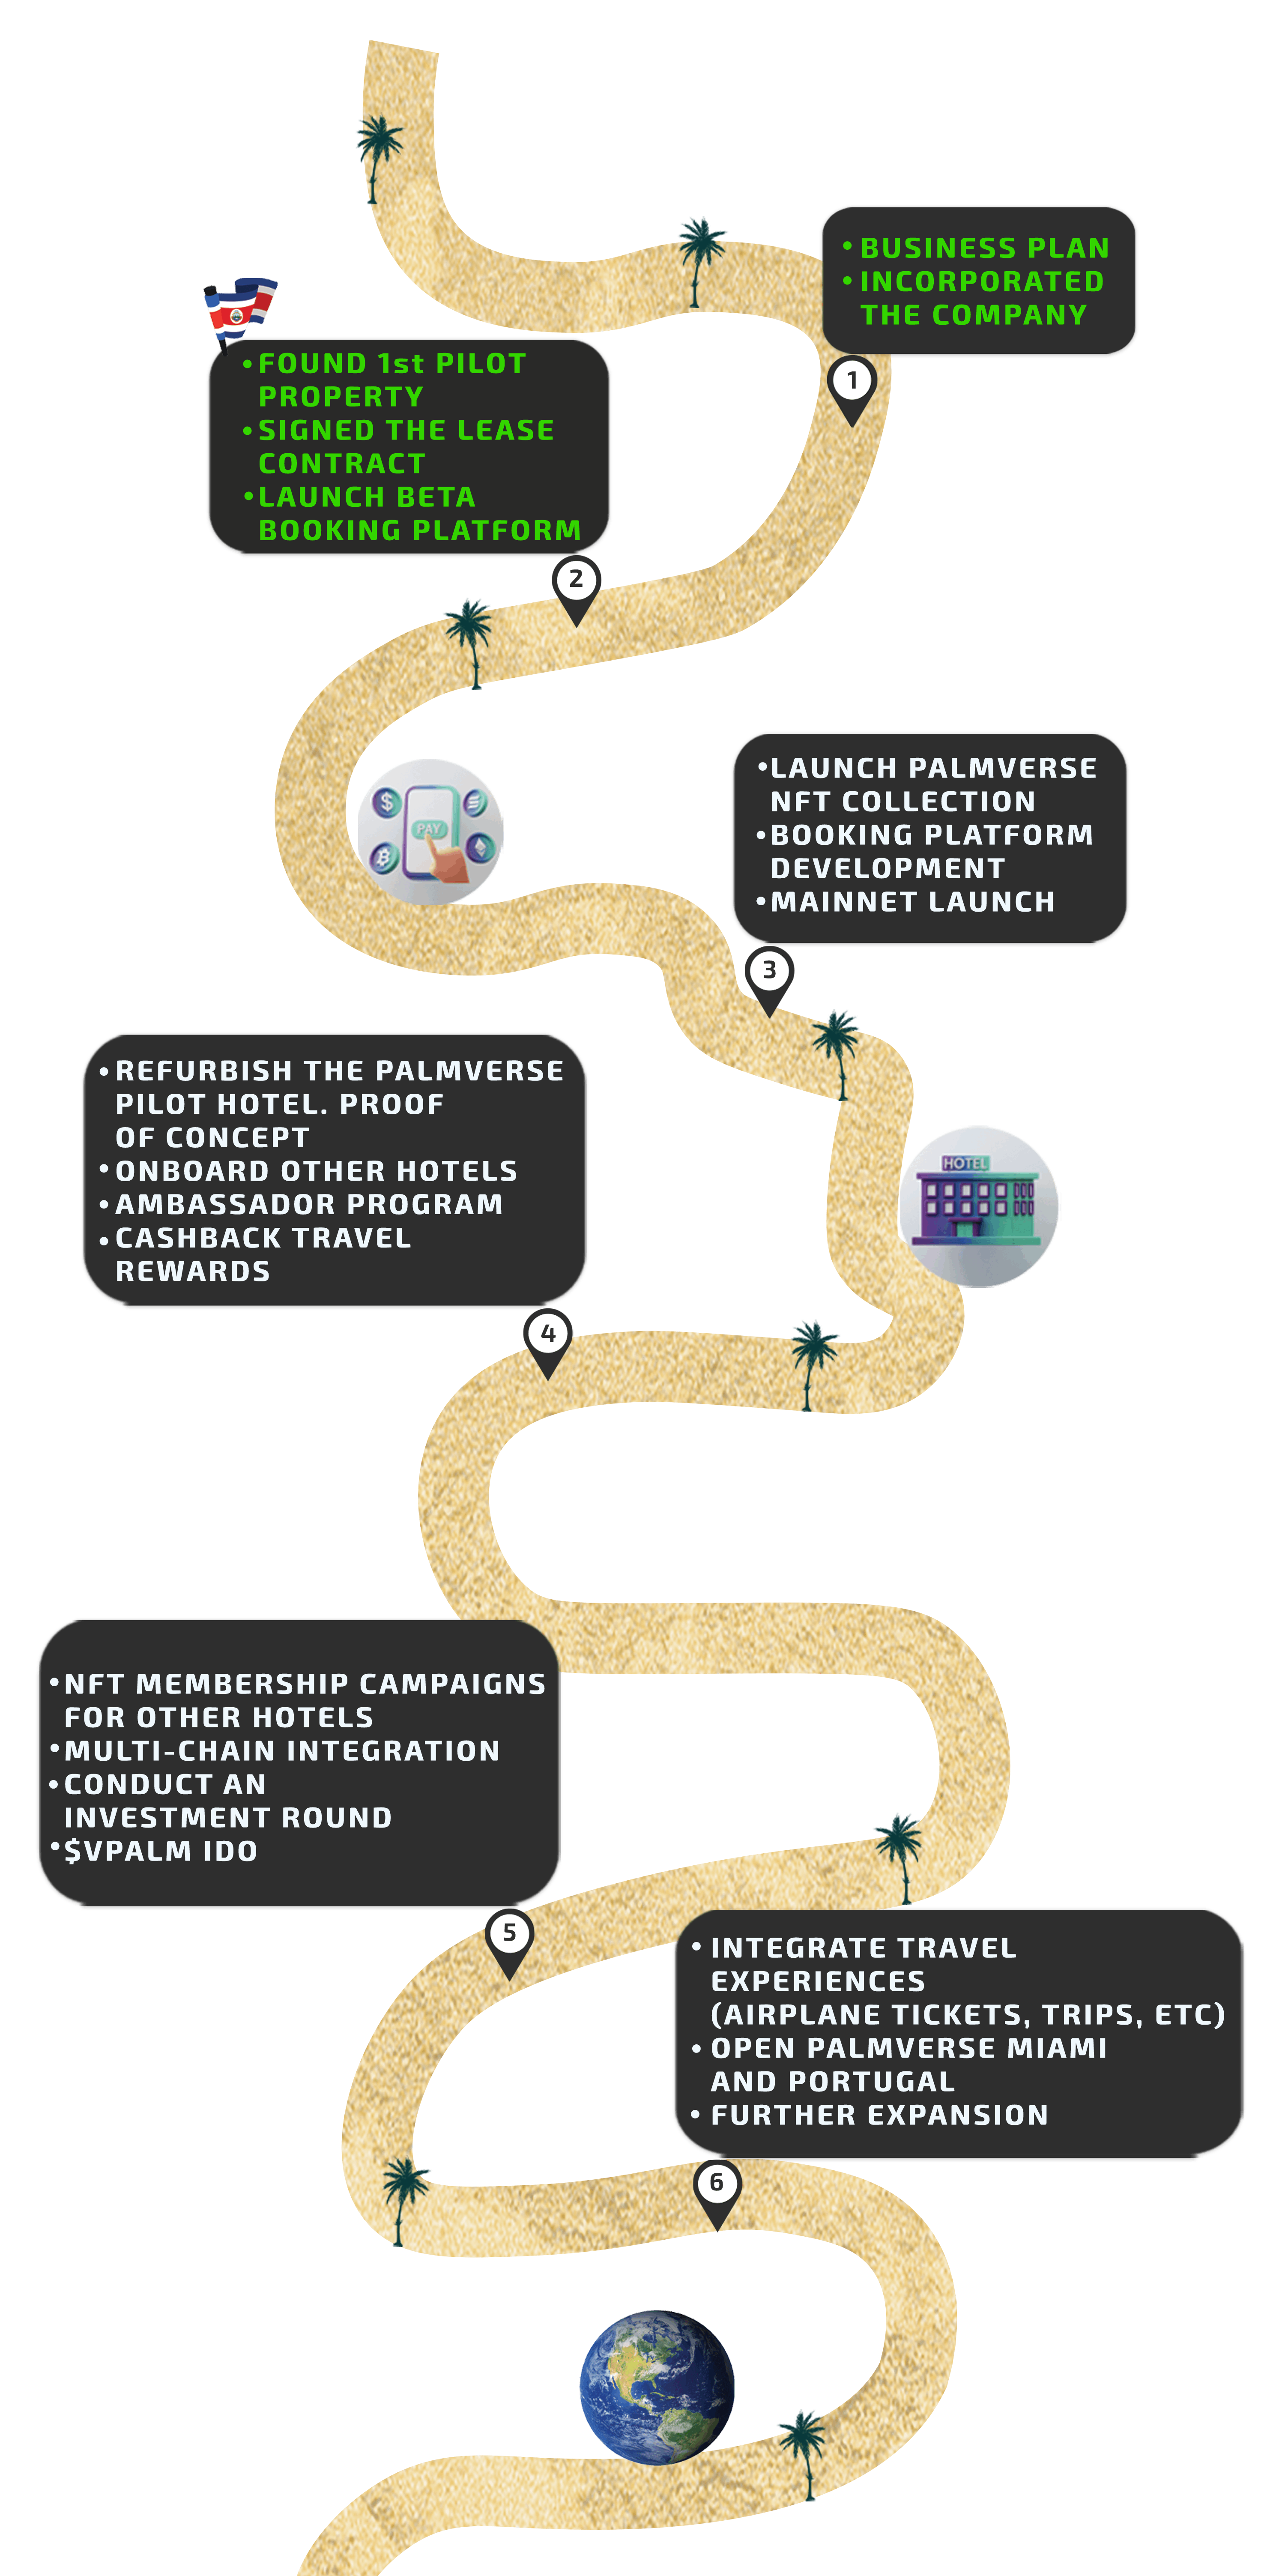 • BUSINESS PLAN
• INCORPORATED
THE COMPANY
1
• FOUND 1st PILOT
PROPERTY
• SIGNED THE LEASE
CONTRACT
• LAUNCH BETA
BOOKING PLATFORM
2
• LAUNCH PALMVERSE
NFT COLLECTION
• BOOKING PLATFORM
DEVELOPMENT
• MAINNET LAUNCH
$
PAY
3
• REFURBISH THE PALMVERSE
PILOT HOTEL. PROOF
OF CONCEPT
• ONBOARD OTHER HOTELS
• AMBASSADOR PROGRAM
• CASHBACK TRAVEL
REWARDS
HOTEL
4
• NFT MEMBERSHIP CAMPAIGNS
FOR OTHER HOTELS
• MULTI-CHAIN INTEGRATION
• CONDUCT AN
INVESTMENT ROUND
• $VPALM IDO
5
• INTEGRATE TRAVEL
EXPERIENCES
(AIRPLANE TICKETS, TRIPS, ETC)
• OPEN PALMVERSE MIAMI
AND PORTUGAL
• FURTHER EXPANSION
6